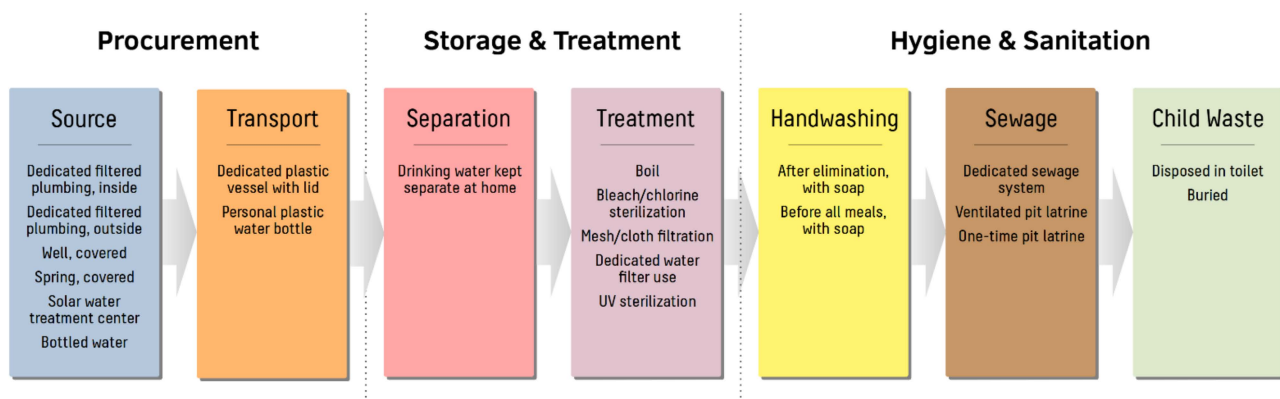 Procurement
Storage & Treatment
Hygiene & Sanitation
Source
Dedicated filtered
plumbing, inside
Dedicated filtered
plumbing, outside
Well, covered
Spring, covered
Solar water
treatment center
Bottled water
Transport
Dedicated plastic
vessel with lid
Personal plastic
water bottle
Separation
Drinking water kept
separate at home
Treatment
Boil
Bleach/chlorine
sterilization
Mesh/cloth filtration
Dedicated water
filter use
UV sterilization
Handwashing
After elimination,
with soap
Before all meals,
with soap
Sewage
Dedicated sewage
system
Ventilated pit latrine
One-time pit latrine
Child Waste
Disposed in toilet
Buried